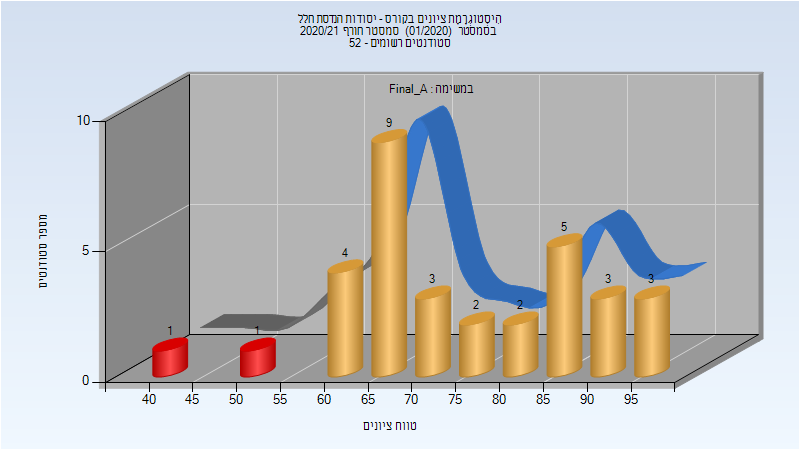 היסטוגרמת ציונים בקורס - יסודות הנדסת חלל
בסמסטר (01/2020) סמסטר חורף 2020/21
סטודנטים רשומים - 52
במשימה : Final_A
מספר סטודנטים
10
5
0
1
1
4
9
3
2
2
5
3
3
40 45 50 55 60 65 70 75 80 85 90 95
טווח ציונים